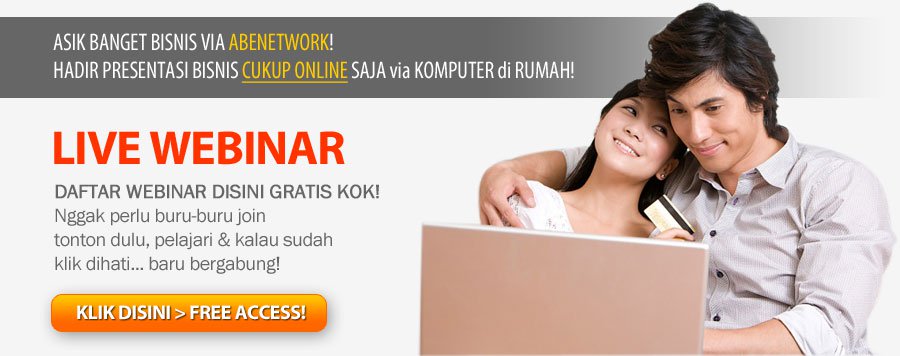 ASIK BANGET BISNIS VIA ABENETWORK!
HADIR PRESENTASI BISNIS CUKUP ONLINE SAJA via KOMPUTER di RUMAH!
LIVE WEBINAR
DAFTAR WEBINAR DISINI GRATIS KOK!
Nggak perlu buru-buru join
tonton dulu, pelajari & kalau sudah
klik dihati... baru bergabung!
KLIK DISINI > FREE ACCESS!